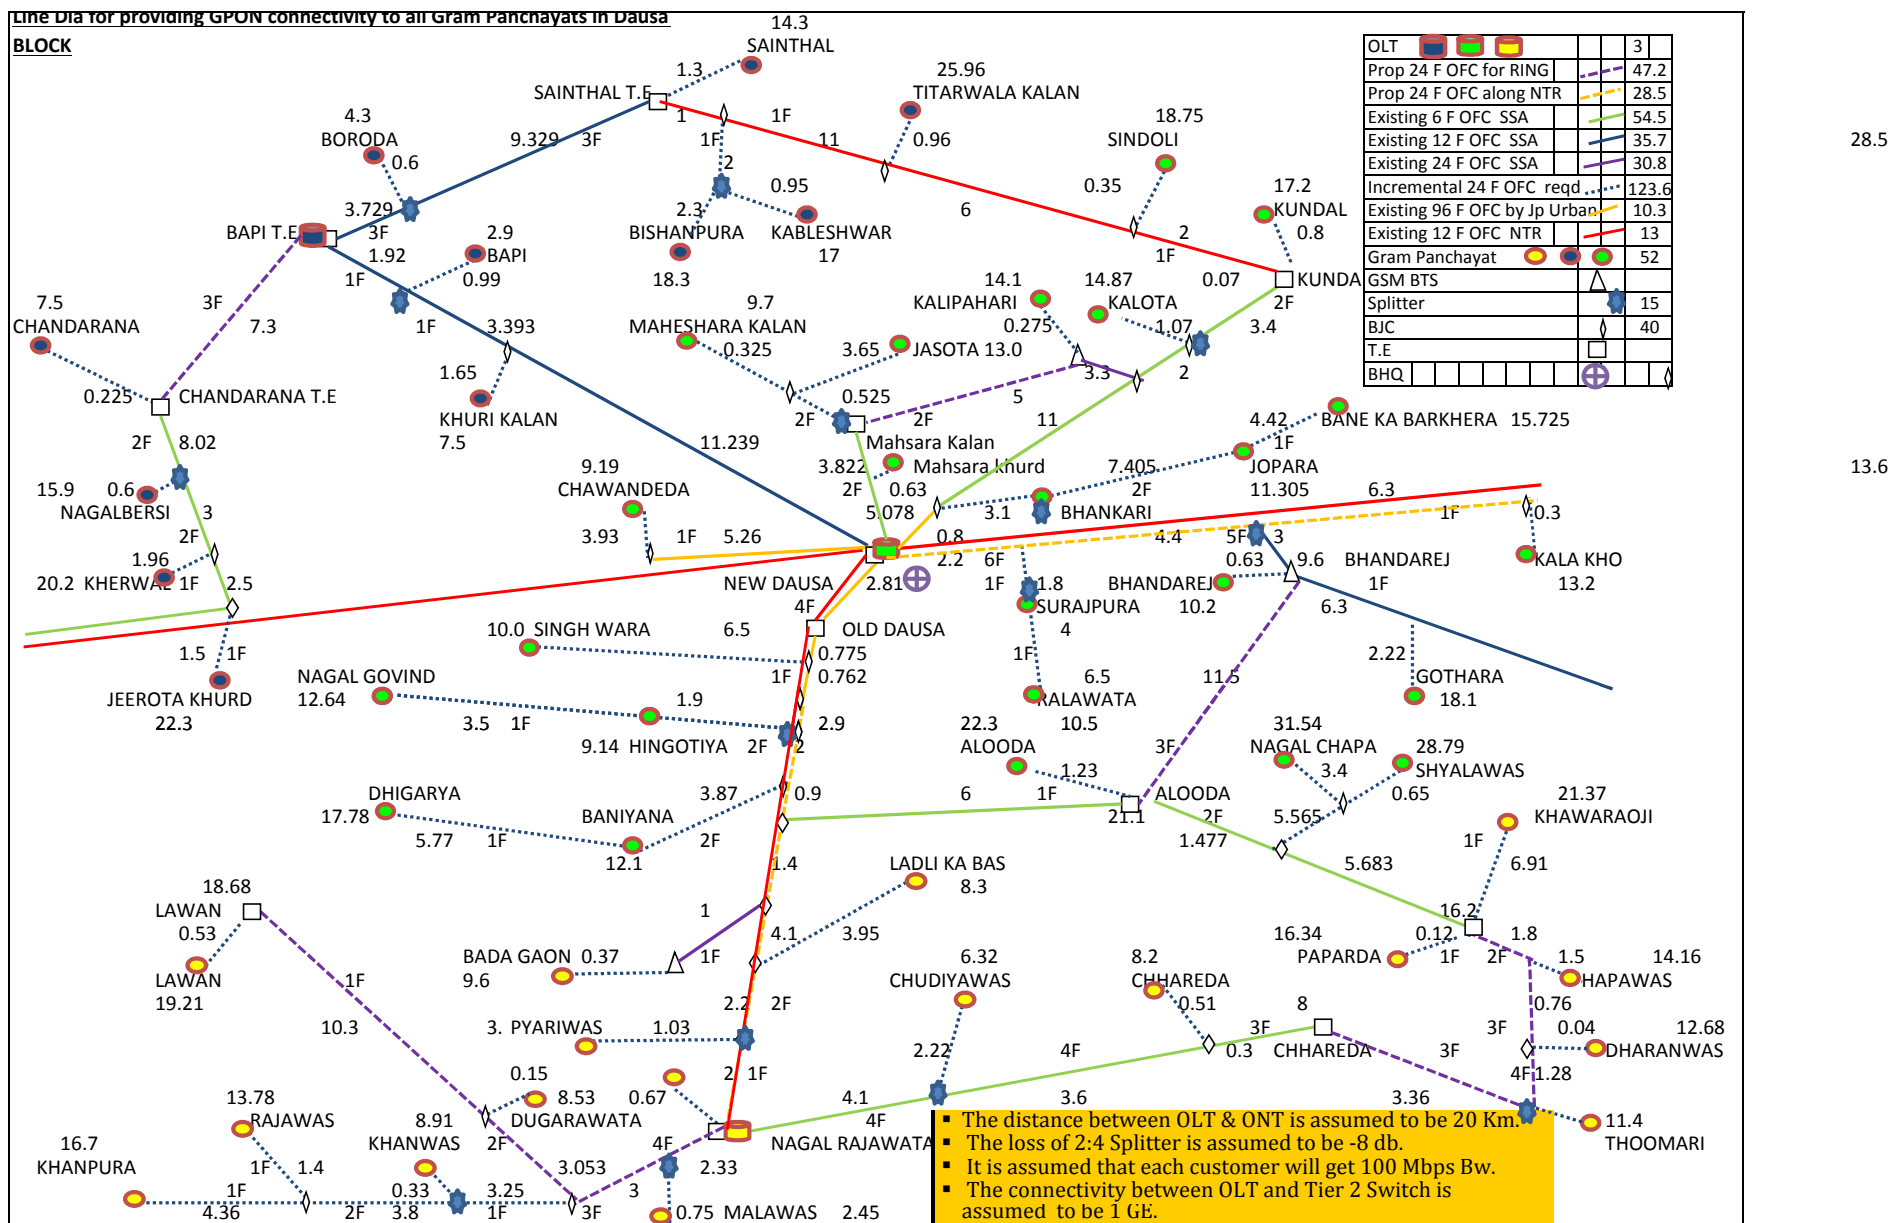 Line Dia for providing GPON connectivity to all Gram Panchayats in Dausa
BLOCK
14.3
SAINTHAL
1.3
SAINTHAL T.E
25.96
TITARWALA KALAN
1 1F
11 0.96
18.75
SINDOLI
4.3
BORODA
0.6
9.329 3F
1F
2
0.95
2.3
BISHANPURA KABLESHWAR
18.3 17
0.35
6
2
1F
17.2
KUNDAL
0.8
BAPI T.E
3.729
3F
1.92
1F
2.9
BAPI
0.99
1F 3.393
7.5
CHANDARANA
3F
7.3
0.225 CHANDARANA T.E
1.65
KHURI KALAN
7.5
11.239
9.7
MAHESHARA KALAN
0.325
3.65 JASOTA 13.0
0.525
2F 2F
14.1 14.87 0.07
KALIPAHARI KALOTA
0.275 1.07
KUNDA
2F
3.4
3.3 2
5
11
Mahsara Kalan
3.822 Mahsara khurd
2F 0.63
5.078
4.42 BANE KA BARKHERA 15.725
1F
7.405 JOPARA
2F 11.305 6.3
3.1 BHANKARI
1F 0.3
KALA KHO
13.2
2F 8.02
15.9 0.6
NAGALBERSI
3
2F
1.96
20.2 KHERWAL 1F 2.5
1.5 1F
JEEROTA KHURD
22.3
9.19
CHAWANDEDA
3.93 1F 5.26
0.8
2.2 6F
4.4 5F 3
NEW DAUSA 2.81
4F
1F 1.8
SURAJPURA
4
1F
6.5
RALAWATA
10.5
0.63 9.6 BHANDAREJ
BHANDAREJ 1F
10.2 6.3
2.22
GOTHARA
18.1
OLD DAUSA
10.0 SINGH WARA 6.5
0.775
1F 0.762
NAGAL GOVIND
12.64
1.9
3.5 1F
2.9
9.14 HINGOTIYA 2F 2
11.5
22.3
ALOODA
1.23
3F
31.54
NAGAL CHAPA 28.79
3.4 SHYALAWAS
0.65
DHIGARYA
17.78
5.77 1F
BANIYANA
12.1
3.87
2F
0.9
6 1F
ALOODA
21.1 2F 5.565
1.477
21.37
KHAWARAOJI
1F
6.91
5.683
1.4
LADLI KA BAS
8.3
18.68
LAWAN
0.53
LAWAN
19.21
1F
10.3
1
BADA GAON 0.37 1F
9.6
4.1 3.95
16.2
16.34 0.12 1.8
PAPARDA 1F 2F 1.5 14.16
HAPAWAS
0.76
6.32
CHUDIYAWAS
8.2
CHHAREDA
0.51 8
2.2 2F
3. PYARIWAS 1.03
2 1F
2.22 4F
3F
0.3 CHHAREDA
3F 0.04 12.68
DHARANWAS
3F
4F 1.28
0.15
8.53 0.67
DUGARAWATA
4.1 3.6 3.36
13.78
RAJAWAS 8.91
KHANWAS 2F
16.7
KHANPURA
4F NAGAL RAJAWATA 4F
11.4
THOOMARI
1F 1.4
1F
4.36 2F
0.33 3.25
3.8 1F
3.053
3F
3
2.33
0.75 MALAWAS 2.45
▪ The distance between OLT & ONT is assumed to be 20 Km.
▪ The loss of 2:4 Splitter is assumed to be -8 db.
▪ It is assumed that each customer will get 100 Mbps Bw.
▪ The connectivity between OLT and Tier 2 Switch is
assumed to be 1 GE.
OLT 3
Prop 24 F OFC for RING 47.2
Prop 24 F OFC along NTR 28.5
Existing 6 F OFC SSA 54.5
Existing 12 F OFC SSA 35.7
Existing 24 F OFC SSA 30.8
Incremental 24 F OFC reqd 123.6
Existing 96 F OFC by Jp Urban 10.3
Existing 12 F OFC NTR 13
Gram Panchayat 52
GSM BTS
Splitter 15
BJC 40
T.E
BHQ
28.5
13.6